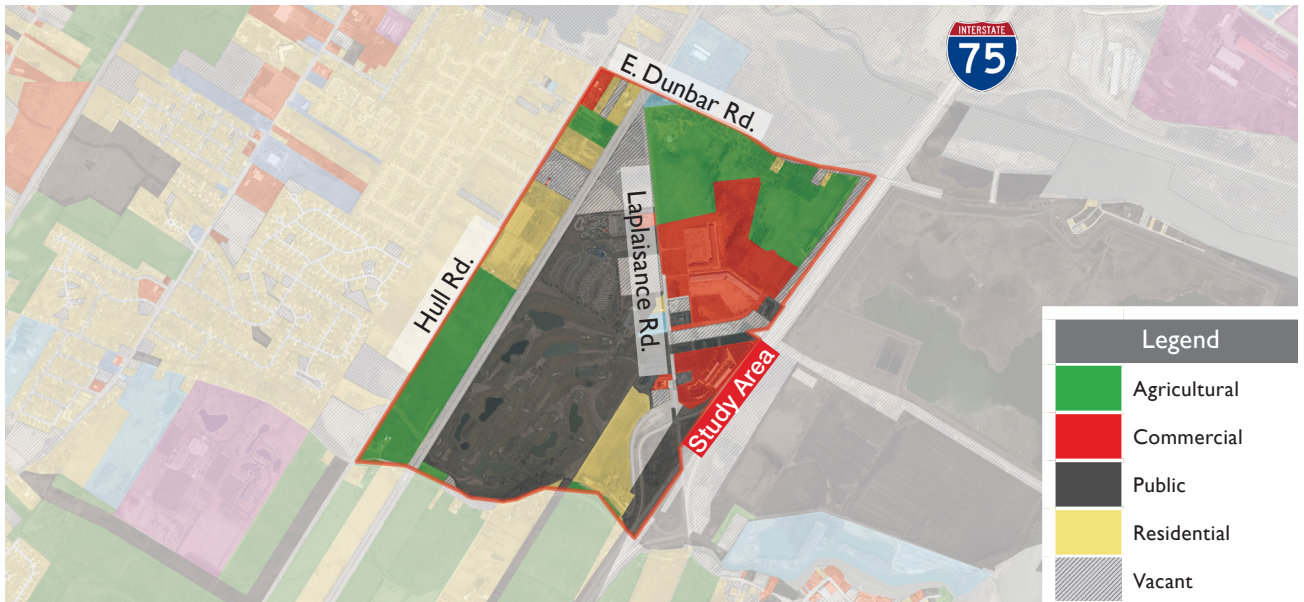 INTERSTATE
75
E. Dunbar Rd.
Laplaisance Rd.
Hull Rd.
Study Area
Legend
Agricultural
Commercial
Public
Residential
Vacant